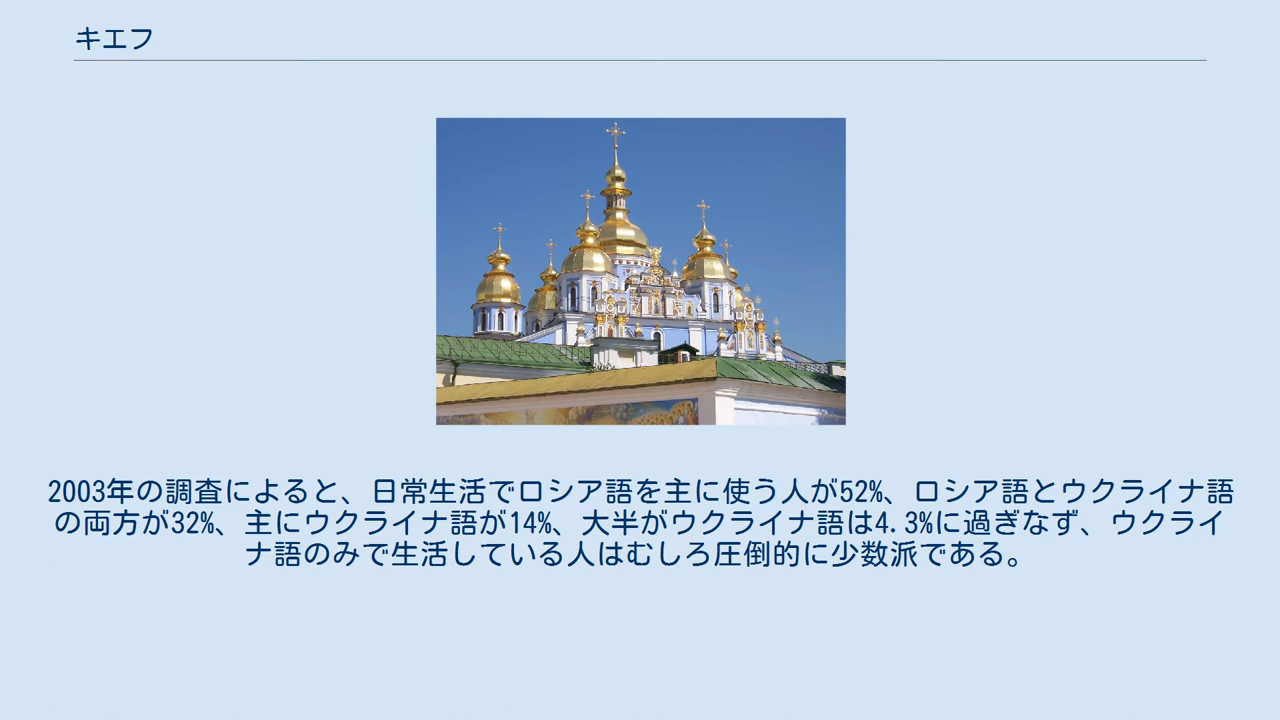 キエフ
2003年の調査によると、日常生活でロシア語を主に使う人が52%、ロシア語とウクライナ語
の両方が32%、主にウクライナ語が14%、大半がウクライナ語は4.3%に過ぎなず、ウクライ
ナ語のみで生活している人はむしろ圧倒的に少数派である。